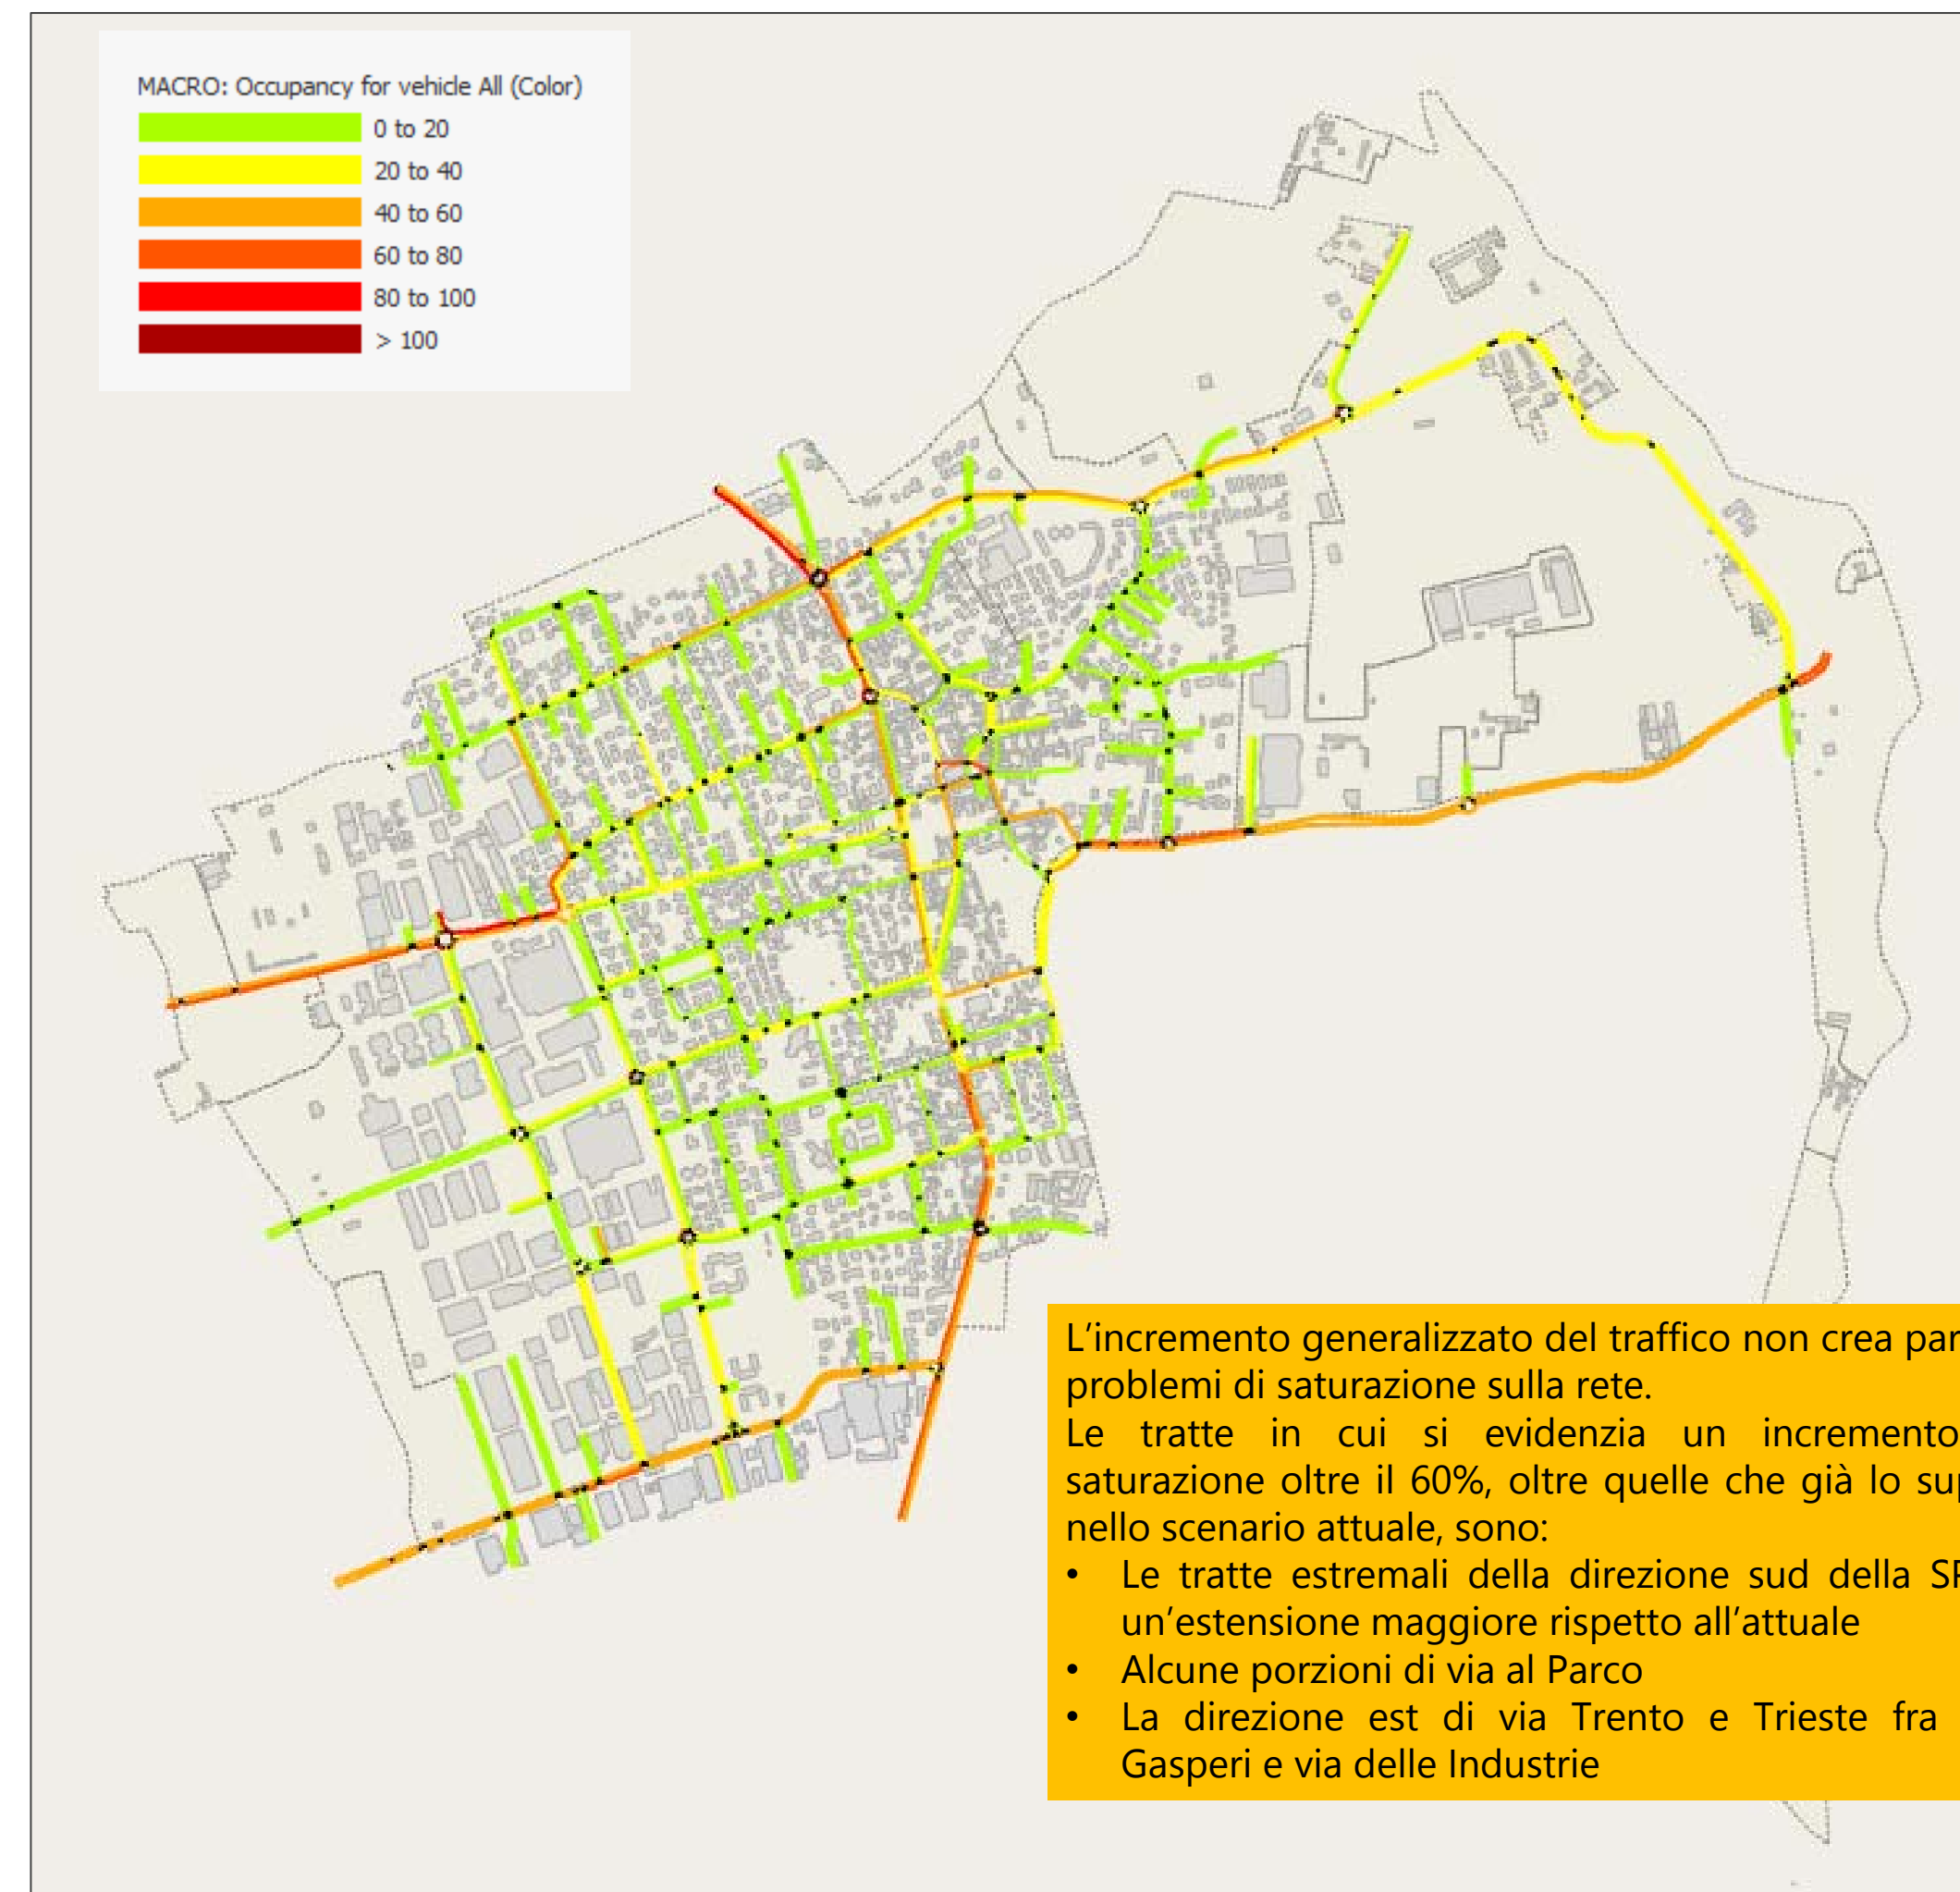 MACRO: Occupancy for vehicle All (Color)
0 to 20
20 to 40
40 to 60
60 to 80
80 to 100
> 100
L'incremento generalizzato del traffico non crea par
problemi di saturazione sulla rete.
Le tratte in cui si evidenzia un incremento
saturazione oltre il 60%, oltre quelle che già lo su
nello scenario attuale, sono:
• Le tratte estremali della direzione sud della S
un'estensione maggiore rispetto all'attuale
• Alcune porzioni di via al Parco
• La direzione est di via Trento e Trieste fra
Gasperi e via delle Industrie